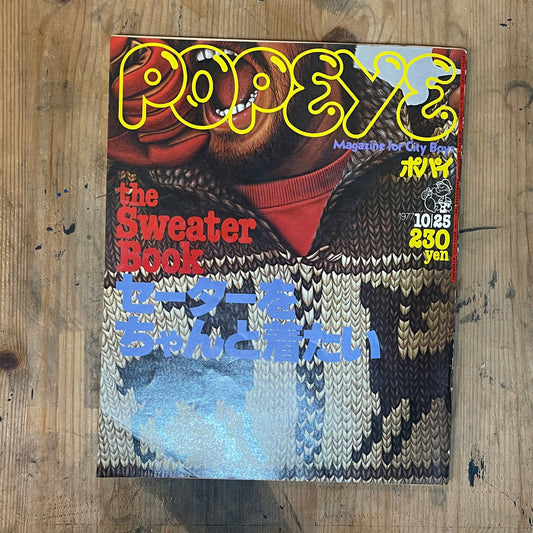 POPEYE
Magazine for City Boys
ポパイ
1977 10/25
230
yen
the
Sweater
Book
セーターを
ちゃんと着たい